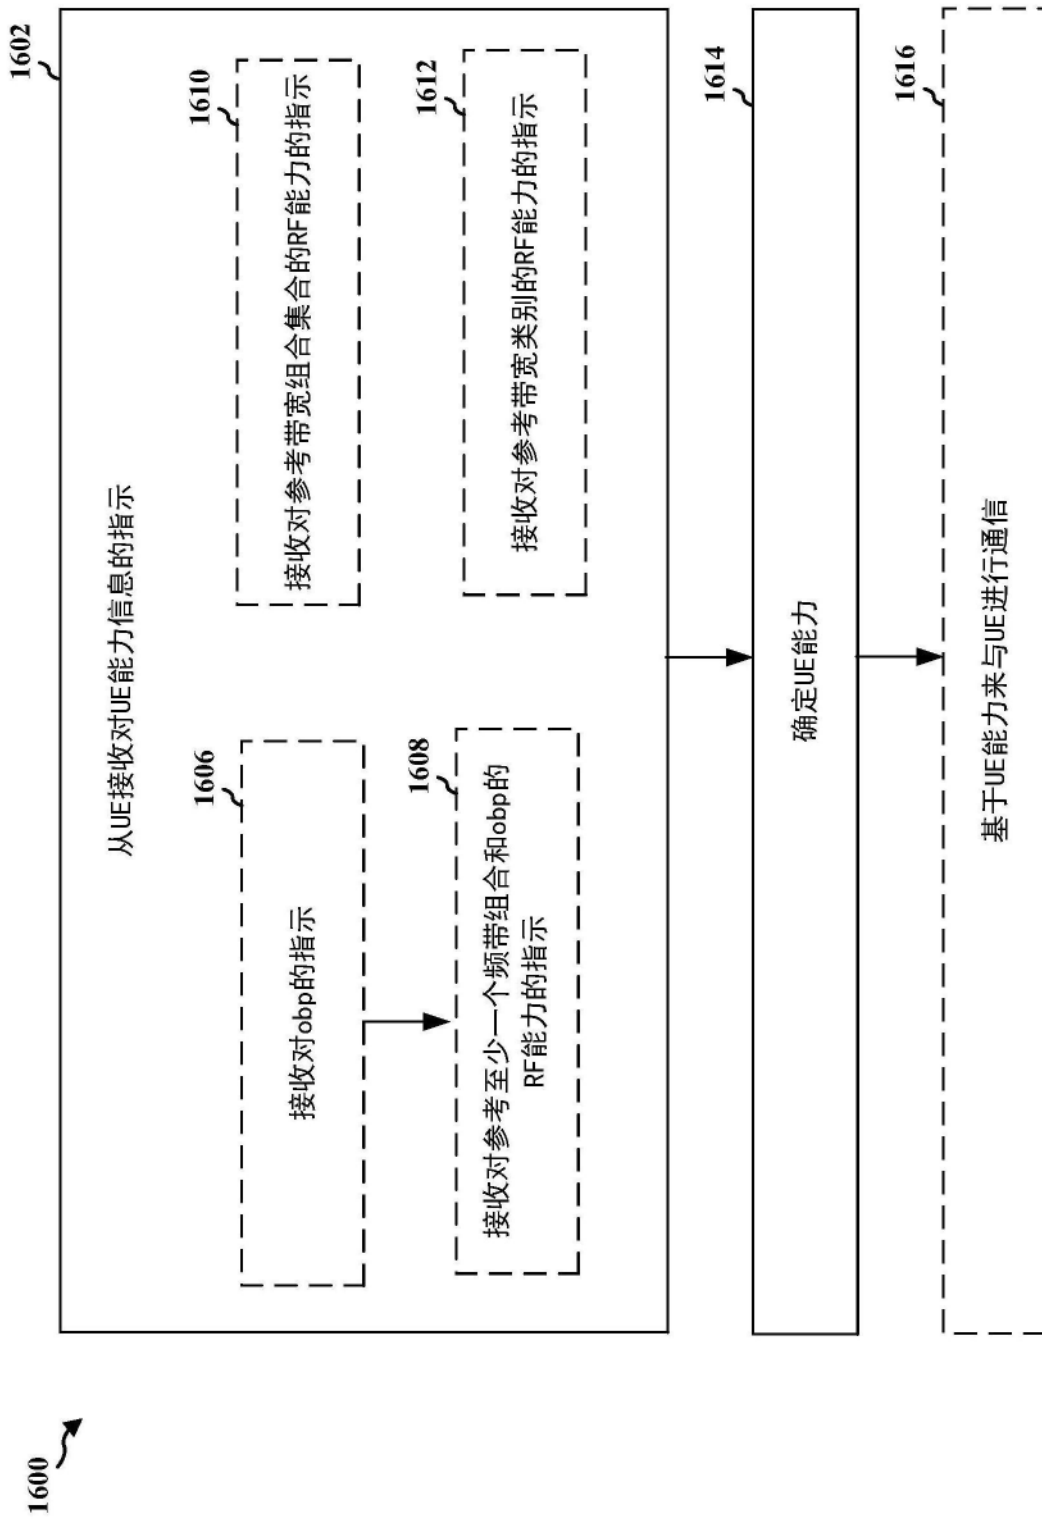 1600
1602
从UE接收对UE能力信息的指示
1606
接收对obp的指示
1608
接收对参考至少一个频带组合和obp的
RF能力的指示
1610
接收对参考带宽组合集合的RF能力的指示
1612
接收对参考带宽类别的RF能力的指示
1614
确定UE能力
1616
基于UE能力来与UE进行通信